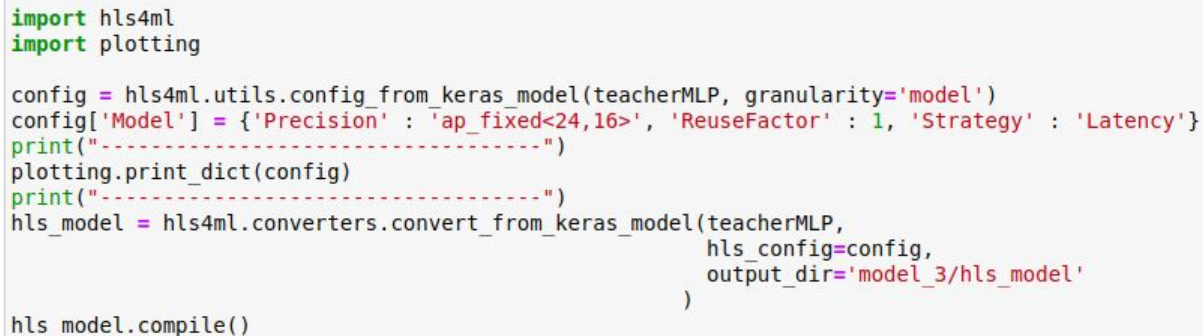 import hls4ml
import plotting

config = hls4ml.utils.config_from_keras_model(teacherMLP, granularity='model')
config['Model'] = {'Precision' : 'ap_fixed<24,16>', 'ReuseFactor' : 1, 'Strategy' : 'Latency'}
print("-----------------------------------")
plotting.print_dict(config)
print("-----------------------------------")
hls_model = hls4ml.converters.convert_from_keras_model(teacherMLP,
                                                       hls_config=config,
                                                       output_dir='model_3/hls_model'
                                                     )
hls_model.compile()